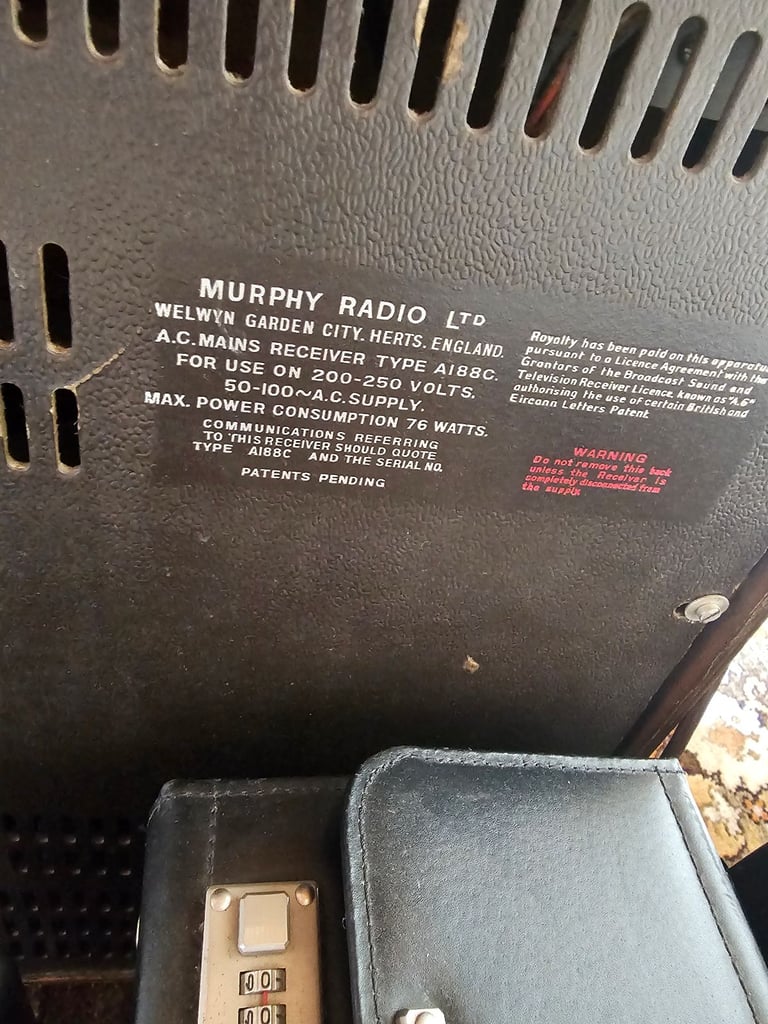 MURPHY RADIO LTD
WELWYN GARDEN CITY. HERTS. ENGLAND.
A.C. MAINS RECEIVER TYPE A188C.
FOR USE ON 200-250 VOLTS.
50-100~A.C. SUPPLY.
MAX. POWER CONSUMPTION 76 WATTS.
COMMUNICATIONS REFERRING
TO THIS RECEIVER SHOULD QUOTE
TYPE A188C AND THE SERIAL NO.
PATENTS PENDING
Royalty has been paid on this
pursuant to a Licence Agreement with the
Grantors of the Broadcast Sound and
Television Receiver Licence, known as "A.6"
authorising the use of certain British and
Eireann Letters Patent.
WARNING
Do not remove this back
unless the Receiver is
completely disconnected from
the supply.
0
0